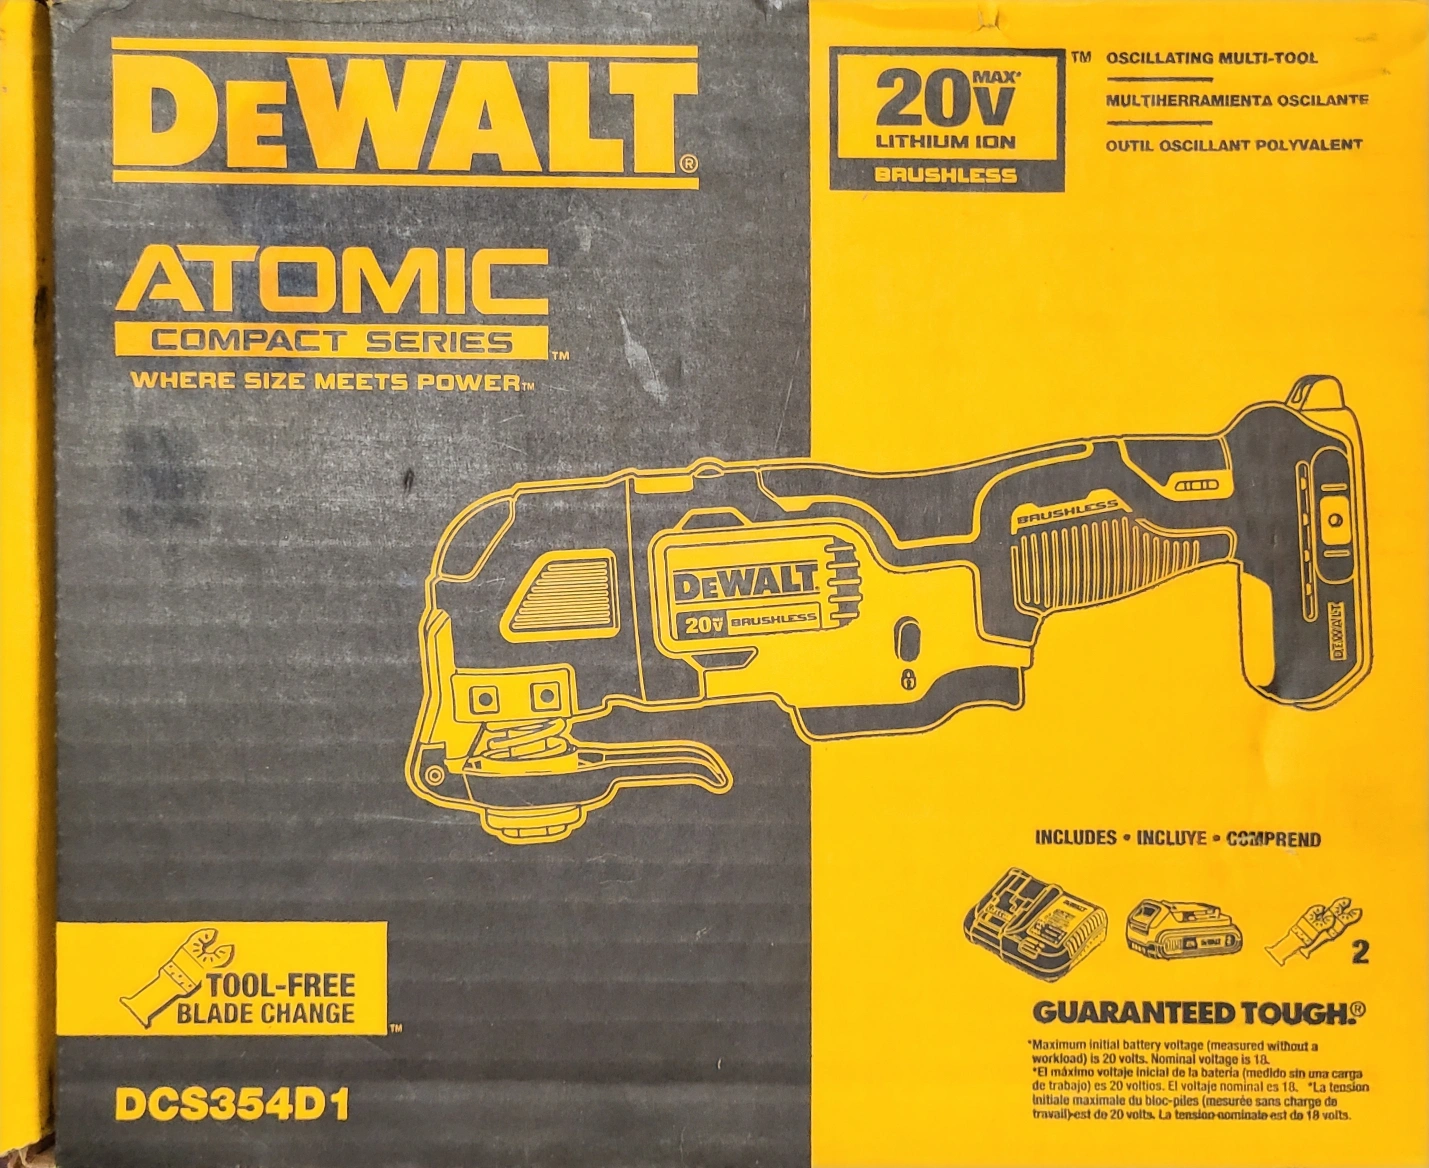 DEWALT®
ATOMIC
COMPACT SERIES™
WHERE SIZE MEETS POWER™
20V MAX*
LITHIUM ION
BRUSHLESS
™
OSCILLATING MULTI-TOOL
MULTIHERRAMIENTA OSCILANTE
OUTIL OSCILLANT POLYVALENT
BRUSHLESS
DEWALT
20V BRUSHLESS
DEWALT
INCLUDES • INCLUYE • COMPREND
DEWALT
2
TOOL-FREE
BLADE CHANGE™
GUARANTEED TOUGH.®
*Maximum initial battery voltage (measured without a
workload) is 20 volts. Nominal voltage is 18.
*El máximo voltaje inicial de la batería (medido sin una carga
de trabajo) es 20 voltios. El voltaje nominal es 18. *La tension
initiale maximale du bloc-piles (mesurée sans charge de
travail) est de 20 volts. La tension nominale est de 18 volts.
DCS354D1